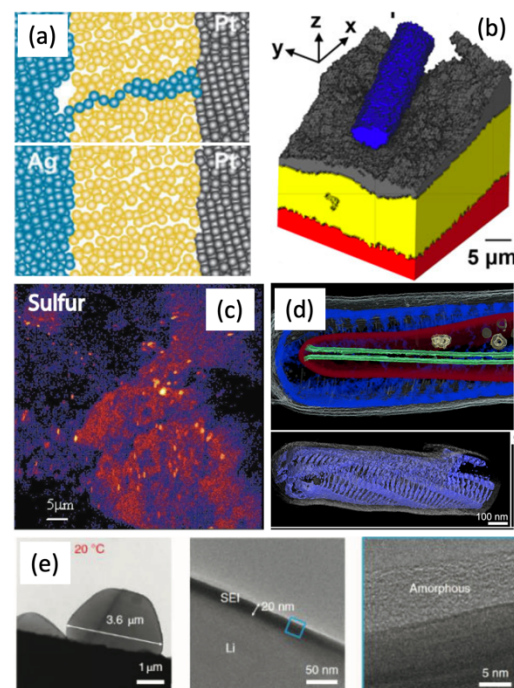 (a)
Pt
Ag
Pt
(b)
z
x
y
5 µm
Sulfur
(c)
5µm
(d)
100 nm
(e)
20 °C
3.6 µm
1 µm
SEI
20 nm
Li
50 nm
Amorphous
5 nm